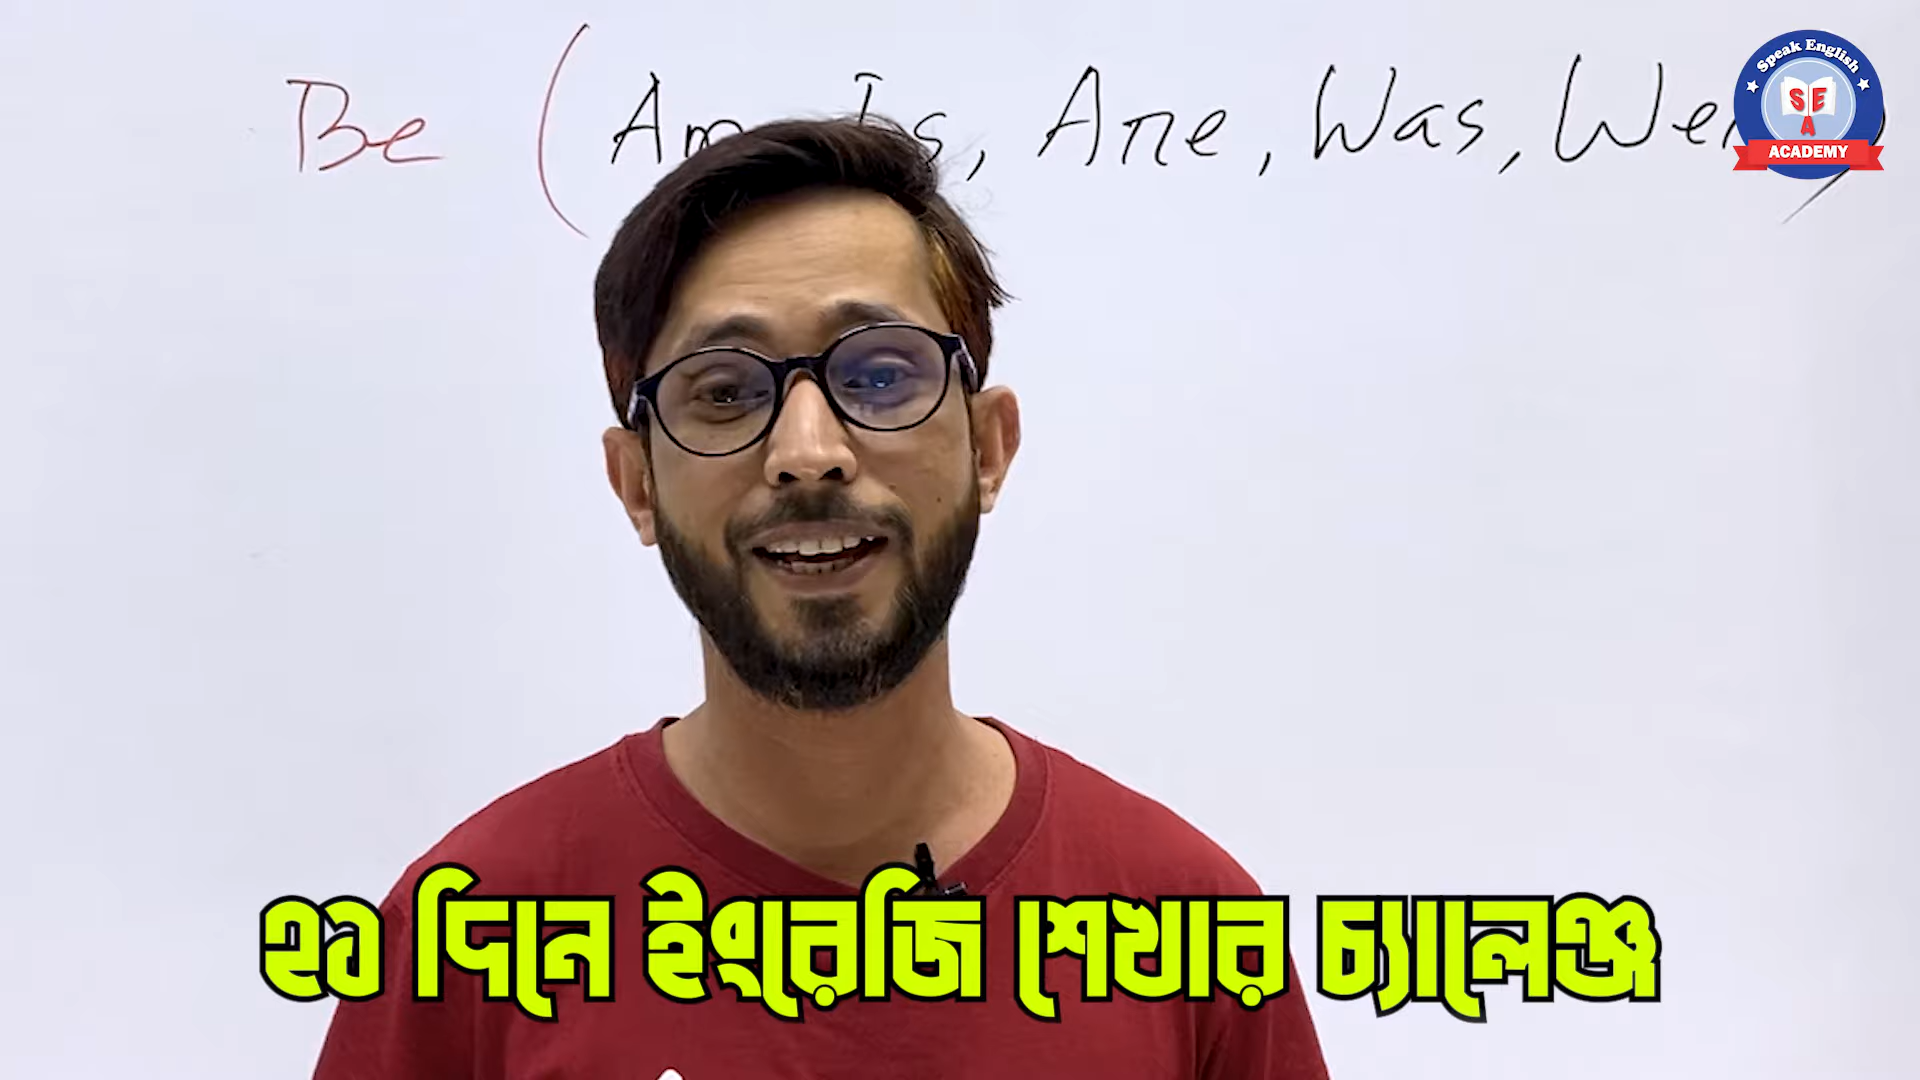 Be ( Am, Is, Are, Was, Were )
Speak English
SEA
ACADEMY
২১ দিনে ইংরেজি শেখার চ্যালেঞ্জ